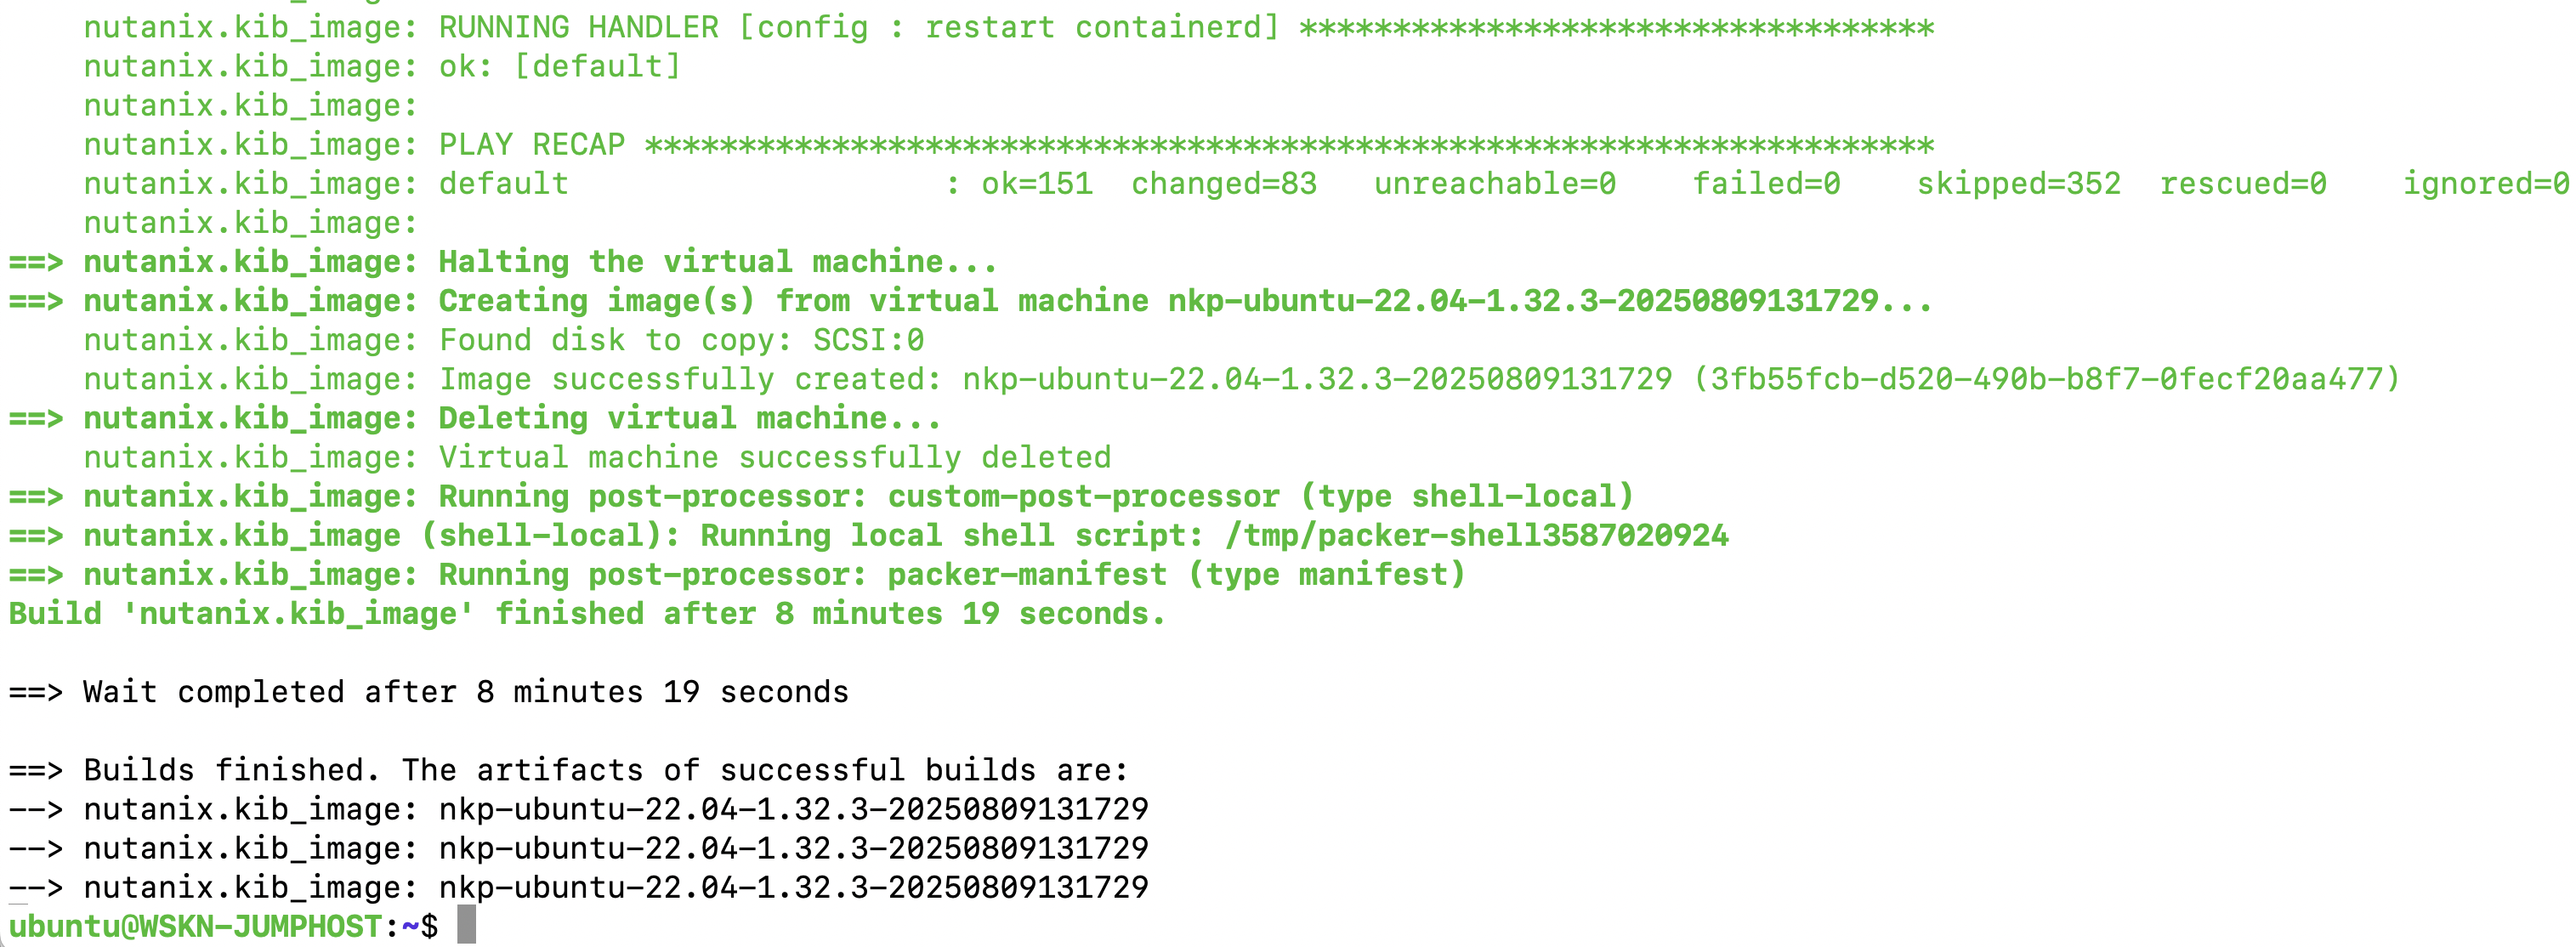 nutanix.kib_image: RUNNING HANDLER [config : restart containerd] **********************************
nutanix.kib_image: ok: [default]
nutanix.kib_image:
nutanix.kib_image: PLAY RECAP *********************************************************************
nutanix.kib_image: default                    : ok=151  changed=83   unreachable=0    failed=0    skipped=352  rescued=0    ignored=0
nutanix.kib_image:
==> nutanix.kib_image: Halting the virtual machine...
==> nutanix.kib_image: Creating image(s) from virtual machine nkp-ubuntu-22.04-1.32.3-20250809131729...
nutanix.kib_image: Found disk to copy: SCSI:0
nutanix.kib_image: Image successfully created: nkp-ubuntu-22.04-1.32.3-20250809131729 (3fb55fcb-d520-490b-b8f7-0fecf20aa477)
==> nutanix.kib_image: Deleting virtual machine...
nutanix.kib_image: Virtual machine successfully deleted
==> nutanix.kib_image: Running post-processor: custom-post-processor (type shell-local)
==> nutanix.kib_image (shell-local): Running local shell script: /tmp/packer-shell3587020924
==> nutanix.kib_image: Running post-processor: packer-manifest (type manifest)
Build 'nutanix.kib_image' finished after 8 minutes 19 seconds.
==> Wait completed after 8 minutes 19 seconds
==> Builds finished. The artifacts of successful builds are:
--> nutanix.kib_image: nkp-ubuntu-22.04-1.32.3-20250809131729
--> nutanix.kib_image: nkp-ubuntu-22.04-1.32.3-20250809131729
--> nutanix.kib_image: nkp-ubuntu-22.04-1.32.3-20250809131729
ubuntu@WSKN-JUMPHOST:~$